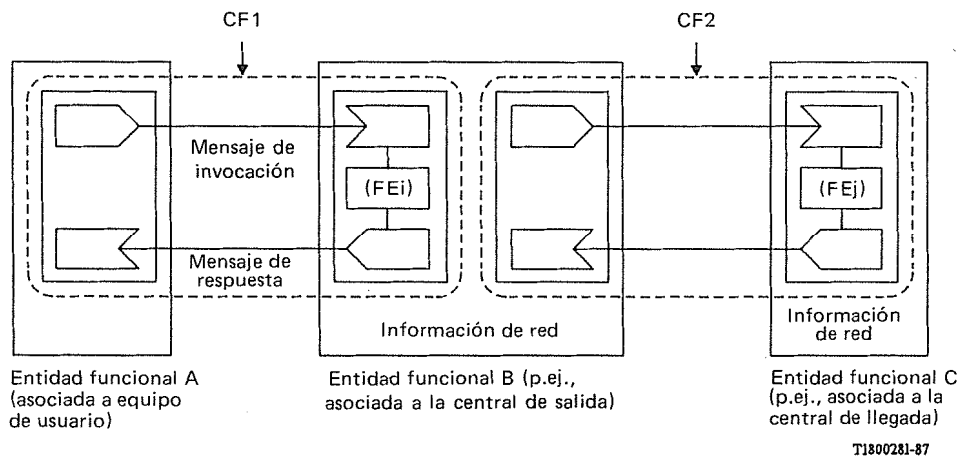 CF1
CF2
Mensaje de
invocación
(FEi)
(FEj)
Mensaje de
respuesta
Información de red
Información
de red
Entidad funcional A
(asociada a equipo
de usuario)
Entidad funcional B (p.ej.,
asociada a la central de salida)
Entidad funcional C
(p.ej., asociada a la
central de llegada)
T1800281-87